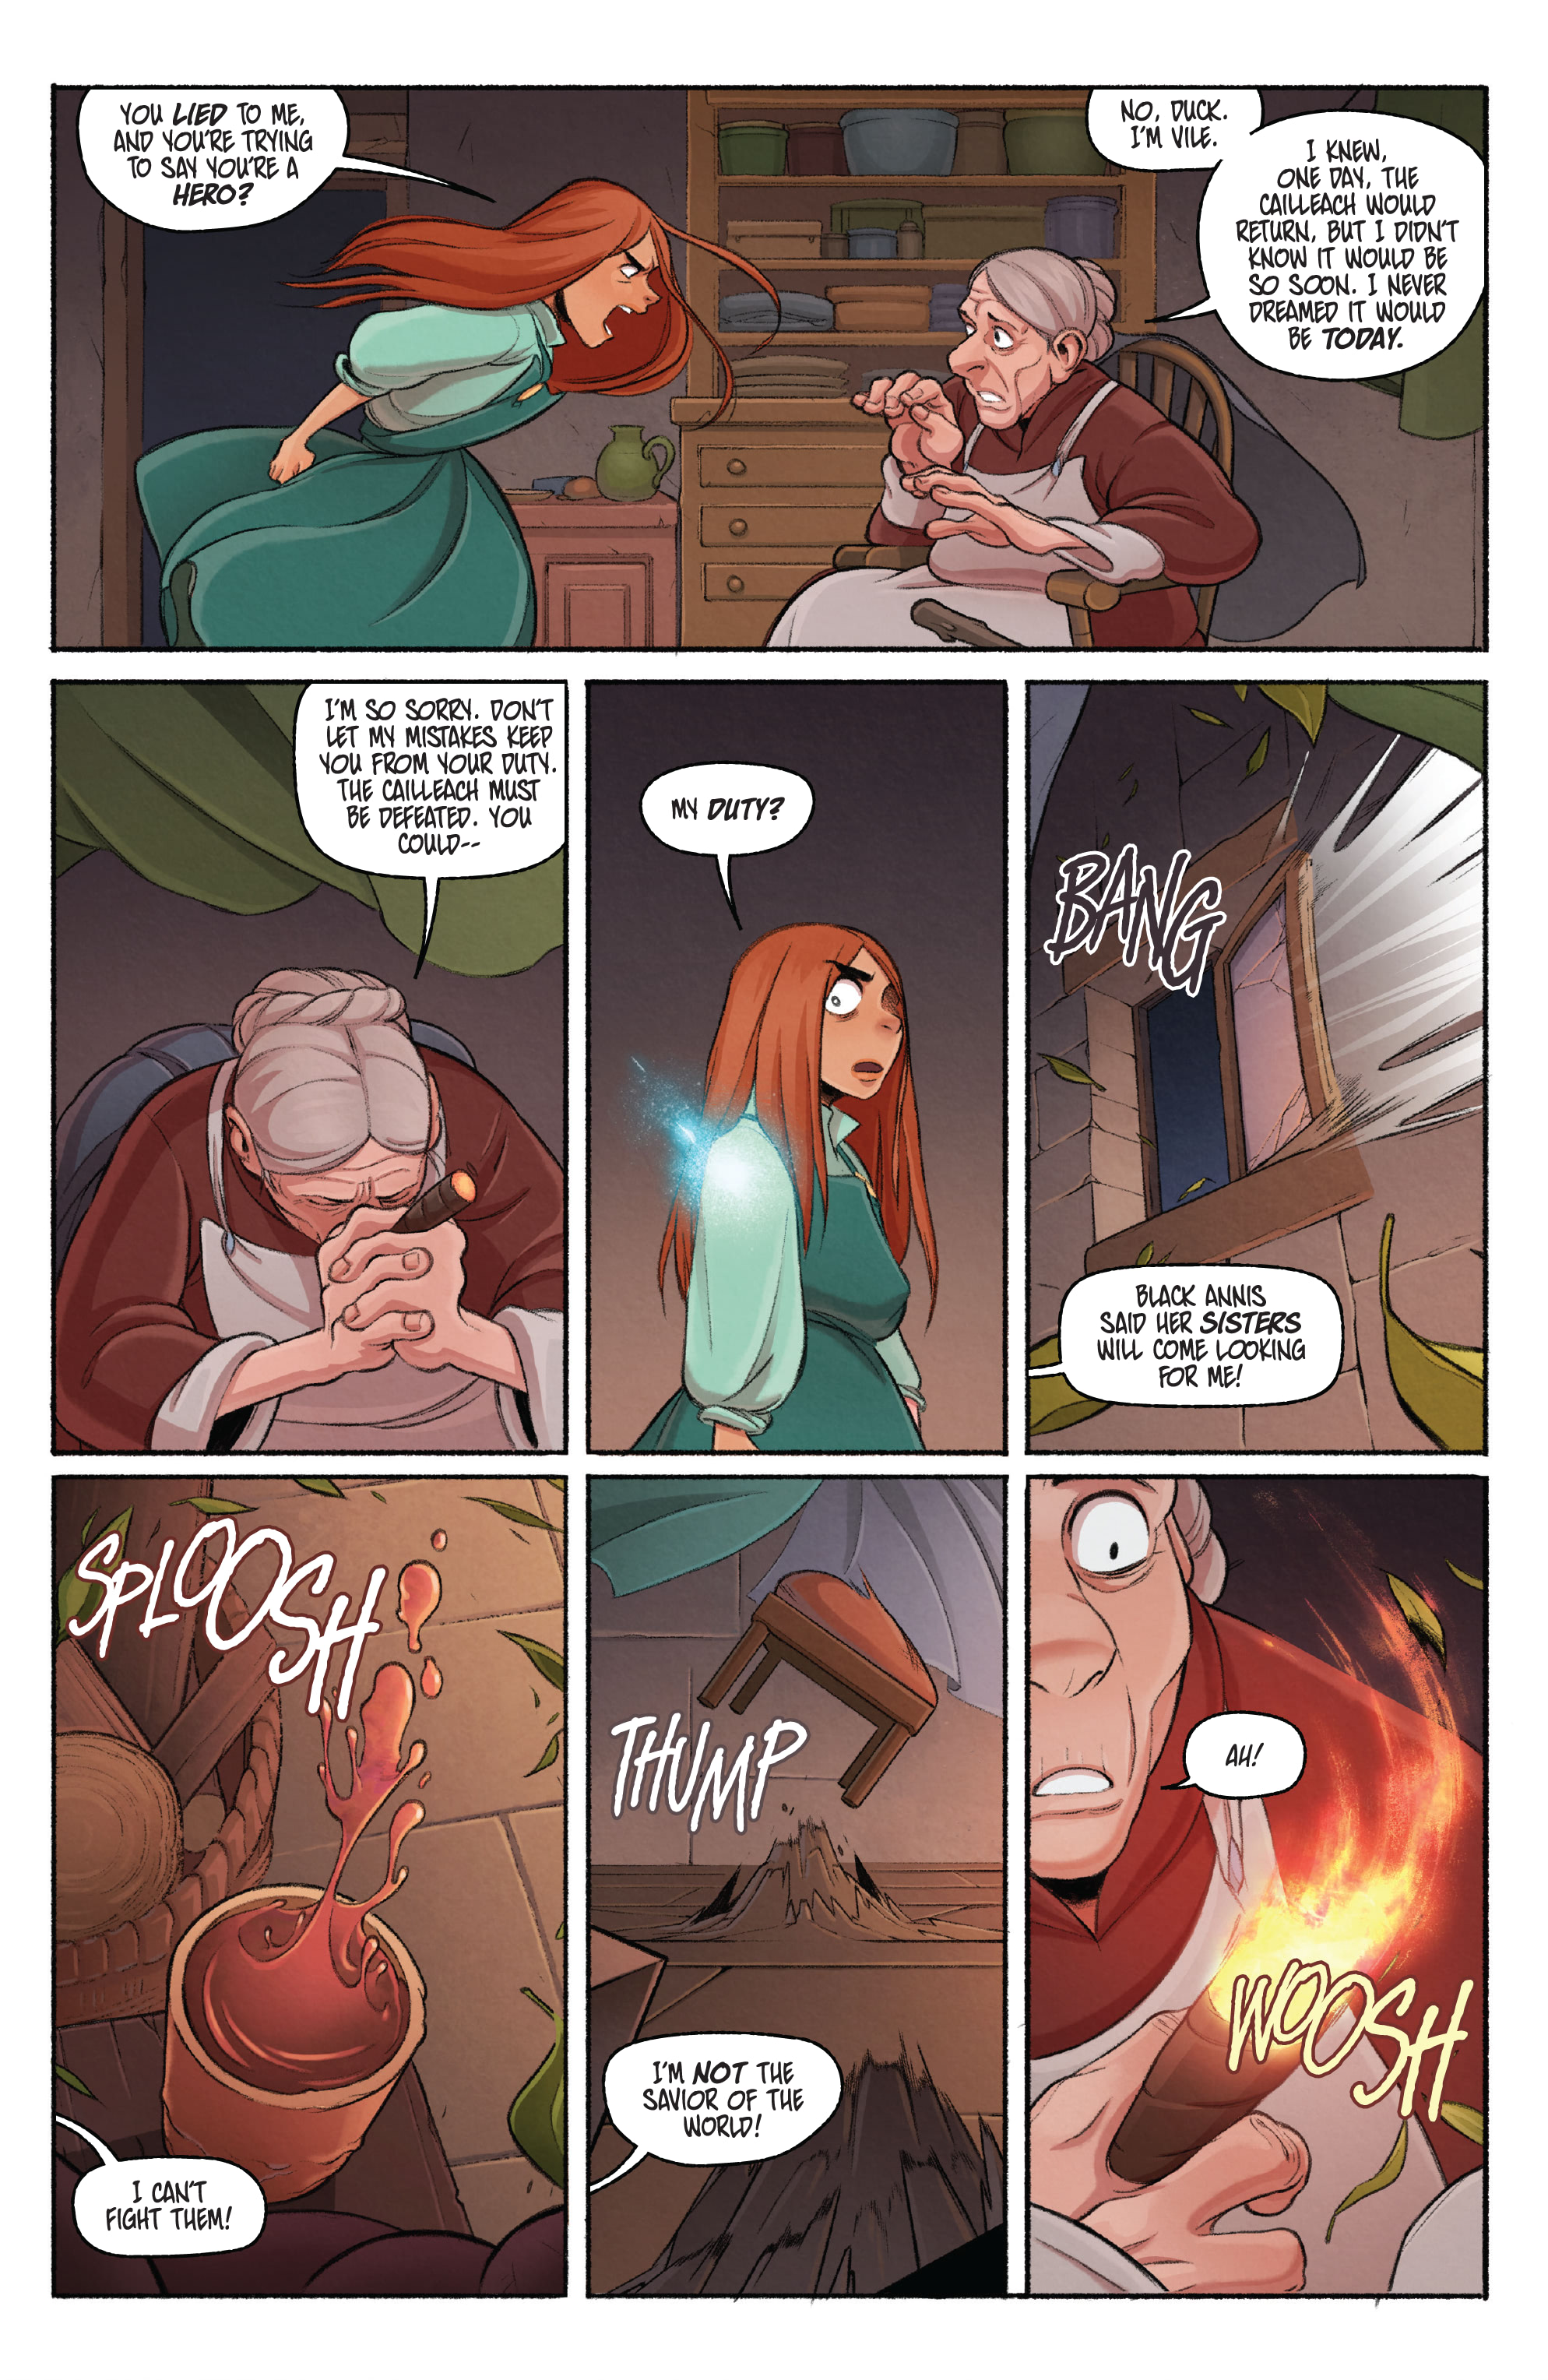 YOU LIED TO ME,
AND YOU'RE TRYING
TO SAY YOU'RE A
HERO?
NO, DUCK.
I'M VILE.
I KNEW,
ONE DAY, THE
CAILLEACH WOULD
RETURN, BUT I DIDN'T
KNOW IT WOULD BE
SO SOON. I NEVER
DREAMED IT WOULD
BE TODAY.
I'M SO SORRY. DON'T
LET MY MISTAKES KEEP
YOU FROM YOUR DUTY.
THE CAILLEACH MUST
BE DEFEATED. YOU
COULD--
MY DUTY?
BANG
BLACK ANNIS
SAID HER SISTERS
WILL COME LOOKING
FOR ME!
SPLOOSH
I CAN'T
FIGHT THEM!
THUMP
I'M NOT THE
SAVIOR OF THE
WORLD!
AH!
WOOSH